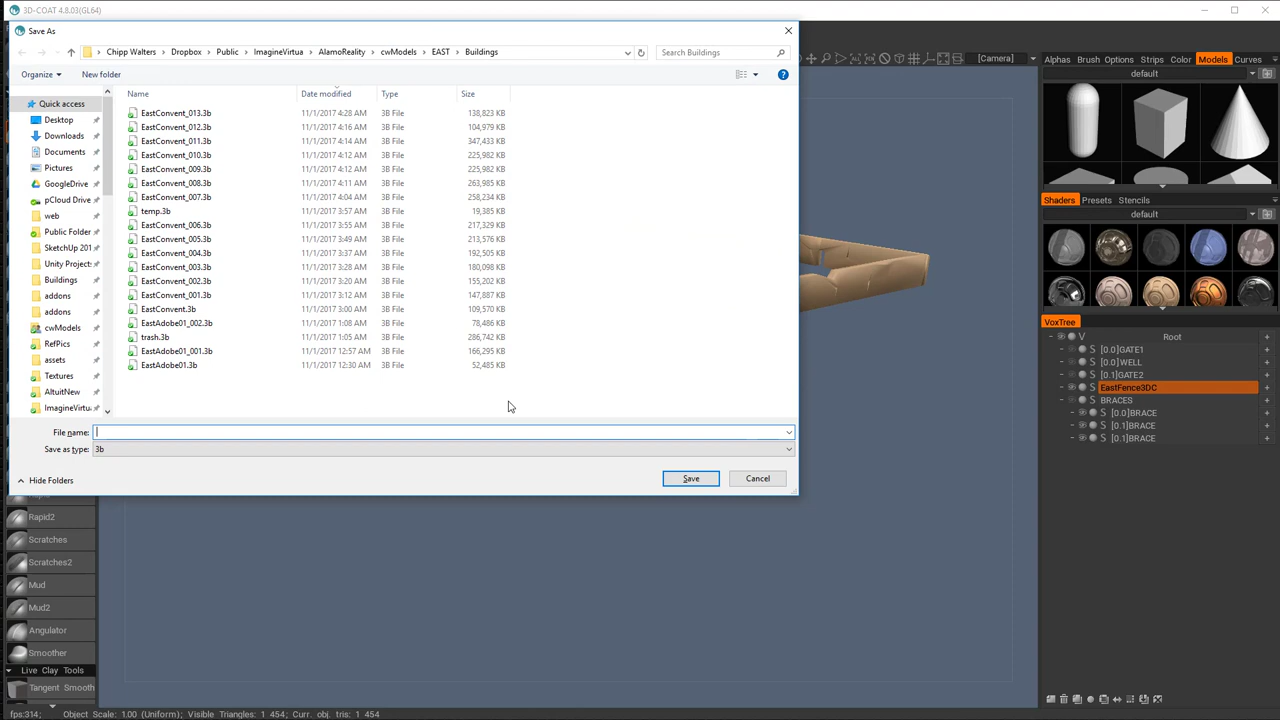 3D-COAT 4.8.03(GL64)
Save As
Chipp Walters > Dropbox > Public > ImagineVirtua > AlamoReality > cwModels > EAST > Buildings
Search Buildings
Organize
New folder
Name Date modified Type Size
Quick access
Desktop
Downloads
Documents
Pictures
GoogleDrive
pCloud Drive
web
Public Folder
SketchUp 201
Unity Project
Buildings
addons
addons
cwModels
RefPics
assets
Textures
AltuitNew
ImagineVirtu
EastConvent_013.3b 11/1/2017 4:28 AM 3B File 138,823 KB
EastConvent_012.3b 11/1/2017 4:16 AM 3B File 104,979 KB
EastConvent_011.3b 11/1/2017 4:14 AM 3B File 347,433 KB
EastConvent_010.3b 11/1/2017 4:12 AM 3B File 225,982 KB
EastConvent_009.3b 11/1/2017 4:12 AM 3B File 225,982 KB
EastConvent_008.3b 11/1/2017 4:11 AM 3B File 263,985 KB
EastConvent_007.3b 11/1/2017 4:04 AM 3B File 258,234 KB
temp.3b 11/1/2017 3:57 AM 3B File 19,385 KB
EastConvent_006.3b 11/1/2017 3:55 AM 3B File 217,329 KB
EastConvent_005.3b 11/1/2017 3:49 AM 3B File 213,576 KB
EastConvent_004.3b 11/1/2017 3:37 AM 3B File 192,505 KB
EastConvent_003.3b 11/1/2017 3:28 AM 3B File 180,098 KB
EastConvent_002.3b 11/1/2017 3:20 AM 3B File 155,202 KB
EastConvent_001.3b 11/1/2017 3:12 AM 3B File 147,887 KB
EastConvent.3b 11/1/2017 3:00 AM 3B File 109,570 KB
EastAdobe01_002.3b 11/1/2017 1:08 AM 3B File 78,486 KB
trash.3b 11/1/2017 1:05 AM 3B File 286,742 KB
EastAdobe01_001.3b 11/1/2017 12:57 AM 3B File 166,295 KB
EastAdobe01.3b 11/1/2017 12:30 AM 3B File 52,485 KB
File name:
Save as type: 3b
Hide Folders
Save
Cancel
Rapid2
Scratches
Scratches2
Mud
Mud2
Angulator
Smoother
Live Clay Tools
Tangent Smooth
[Camera]
Alphas Brush Options Strips Color Models Curves
default
Shaders Presets Stencils
default
VoxTree
V Root
S [0.0]GATE1
S [0.0]WELL
S [0.1]GATE2
S EastFence3DC
S BRACES
S [0.0]BRACE
S [0.1]BRACE
S [0.1]BRACE
fps:314; Object Scale: 1.00 (Uniform); Visible Triangles: 1 454; Curr. obj. tris: 1 454;